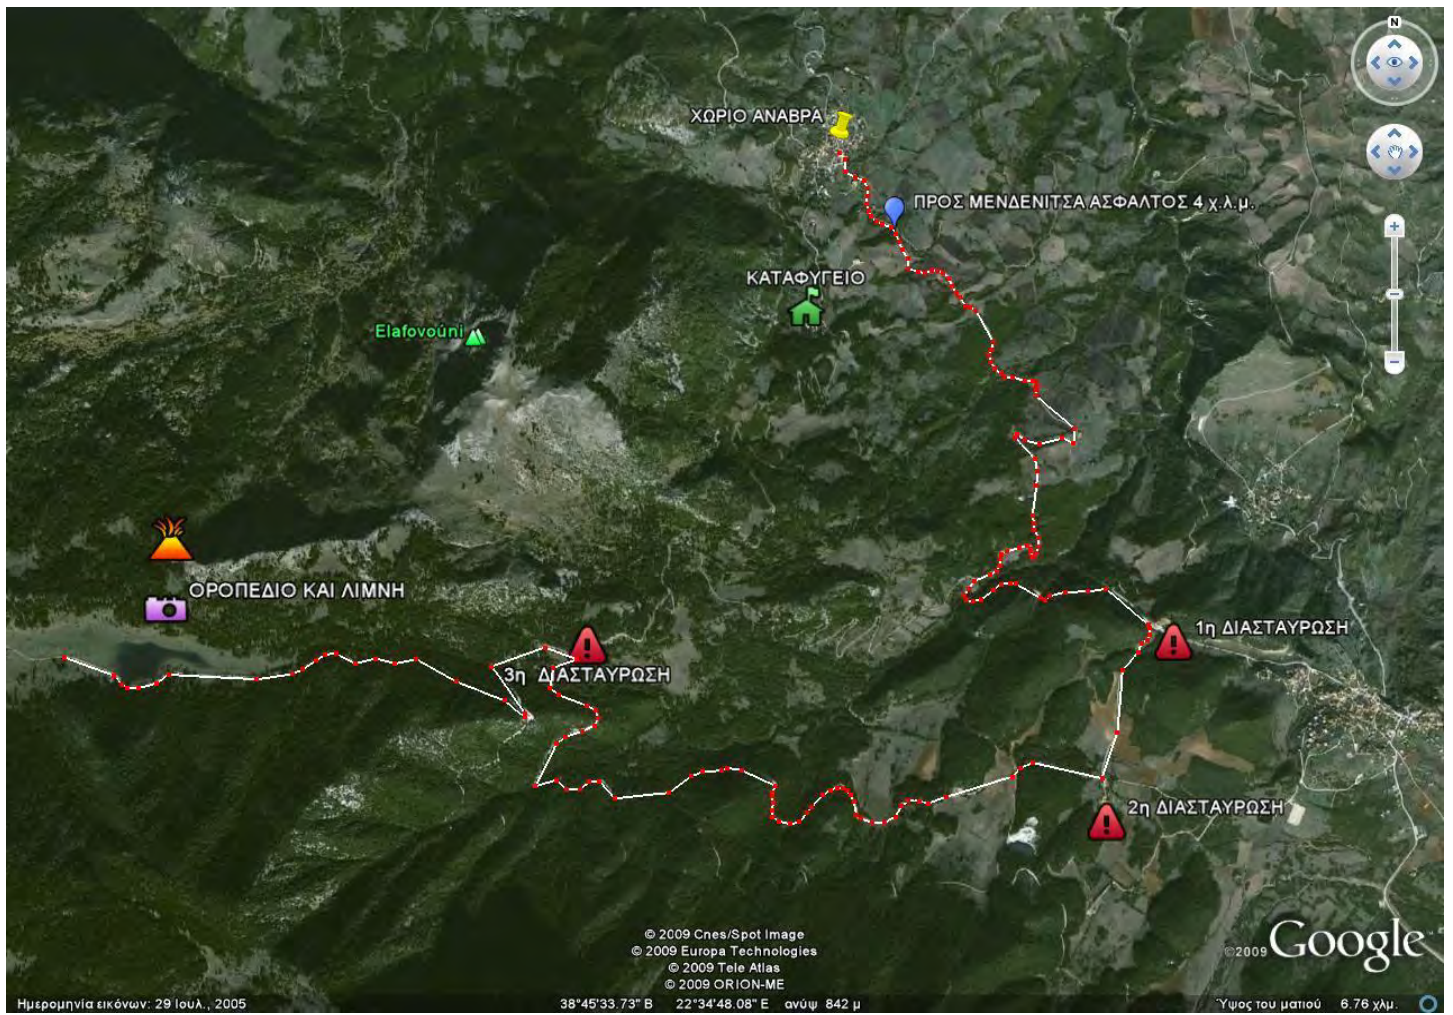 N
ΧΩΡΙΟ ΑΝΑΒΡΑ
ΠΡΟΣ ΜΕΝΔΕΝΙΤΣΑ ΑΣΦΑΛΤΟΣ 4 χ.λ.μ.
ΚΑΤΑΦΥΓΕΙΟ
Elafovouni
ΟΡΟΠΕΔΙΟ ΚΑΙ ΛΙΜΝΗ
1η ΔΙΑΣΤΑΥΡΩΣΗ
3η ΔΙΑΣΤΑΥΡΩΣΗ
2η ΔΙΑΣΤΑΥΡΩΣΗ
© 2009 Cnes/Spot Image
© 2009 Europa Technologies
© 2009 Tele Atlas
© 2009 ORION-ME
©2009 Google
Ημερομηνία εικόνων: 29 Ιουλ., 2005 38°45'33.73" Β 22°34'48.08" Ε ανύψ 842 μ Ύψος του ματιού 6.76 χλμ.